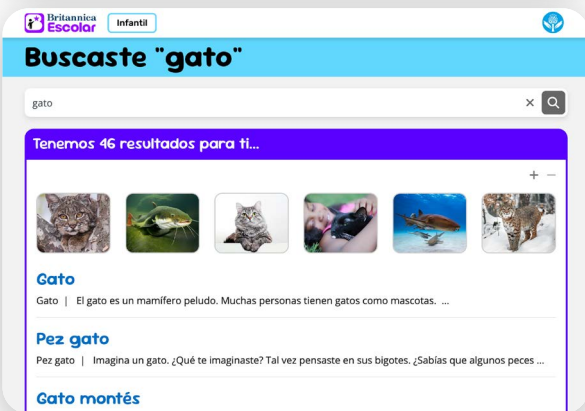 Britannica
Escolar
Infantil
Buscaste "gato"
gato
Tenemos 46 resultados para ti...
Gato
Gato | El gato es un mamífero peludo. Muchas personas tienen gatos como mascotas. ...
Pez gato
Pez gato | Imagina un gato. ¿Qué te imaginaste? Tal vez pensaste en sus bigotes. ¿Sabías que algunos peces ...
Gato montés